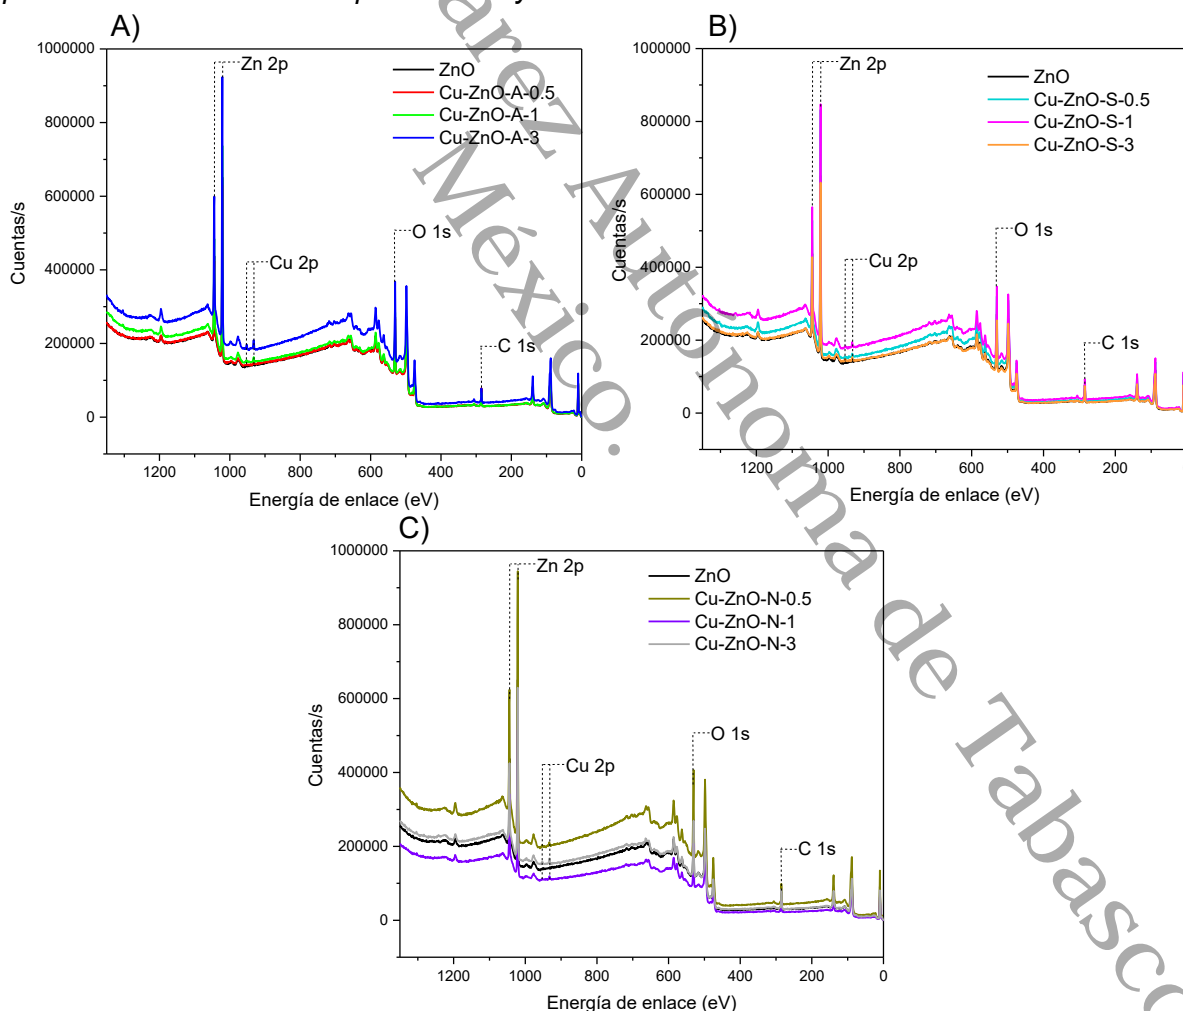 A)
Cuentas/s
1000000
800000
600000
400000
200000
0
Zn 2p
Cu 2p
O 1s
C 1s
ZnO
Cu-ZnO-A-0.5
Cu-ZnO-A-1
Cu-ZnO-A-3
1200 1000 800 600 400 200 0
Energía de enlace (eV)
B)
Cuentas/s
1000000
800000
600000
400000
200000
0
Zn 2p
Cu 2p
O 1s
C 1s
ZnO
Cu-ZnO-S-0.5
Cu-ZnO-S-1
Cu-ZnO-S-3
1200 1000 800 600 400 200
Energía de enlace (eV)
C)
Cuentas/s
1000000
800000
600000
400000
200000
0
Zn 2p
Cu 2p
O 1s
C 1s
ZnO
Cu-ZnO-N-0.5
Cu-ZnO-N-1
Cu-ZnO-N-3
1200 1000 800 600 400 200 0
Energía de enlace (eV)
Autónoma de Tabasco
México.